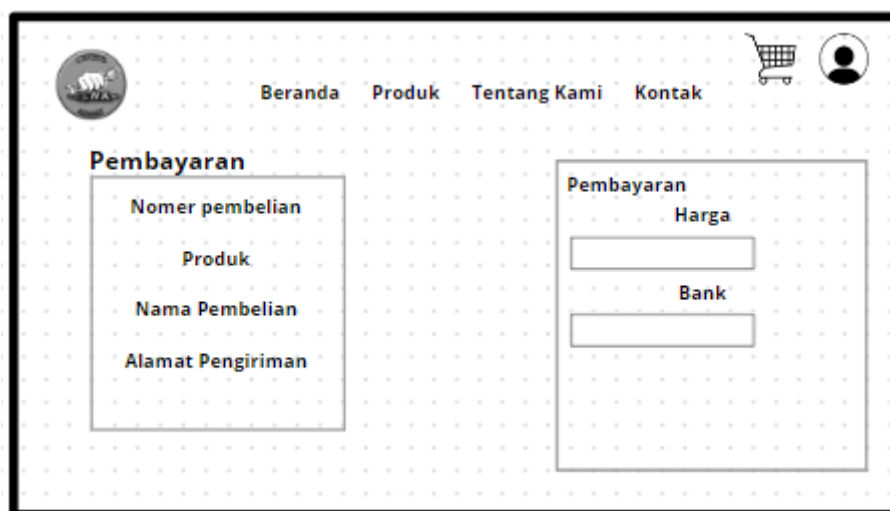 Beranda Produk Tentang Kami Kontak
Pembayaran
Nomer pembelian
Produk
Nama Pembelian
Alamat Pengiriman
Pembayaran
Harga
Bank